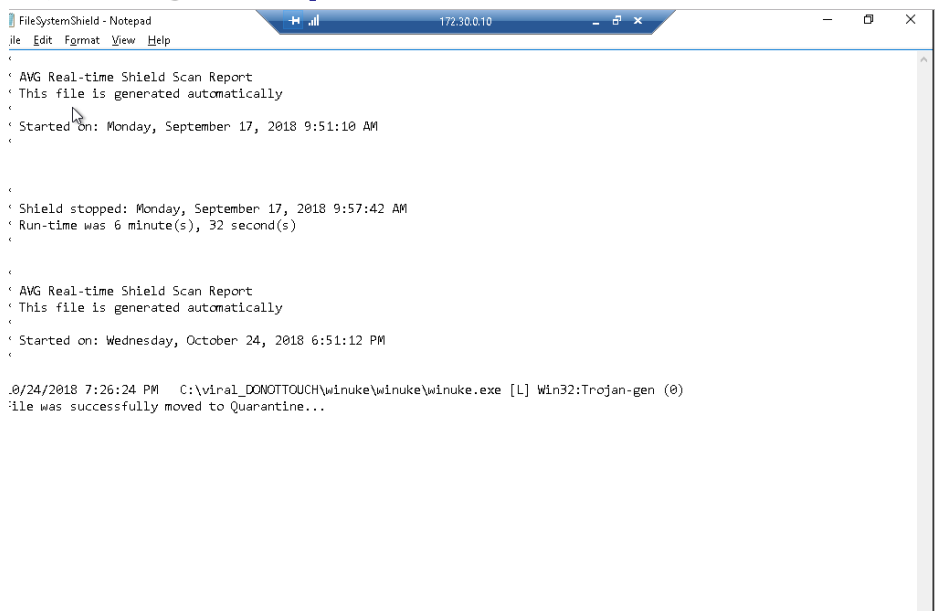 FileSystemShield - Notepad
172.30.0.10
ile Edit Format View Help
AVG Real-time Shield Scan Report
This file is generated automatically
Started on: Monday, September 17, 2018 9:51:10 AM
Shield stopped: Monday, September 17, 2018 9:57:42 AM
Run-time was 6 minute(s), 32 second(s)
AVG Real-time Shield Scan Report
This file is generated automatically
Started on: Wednesday, October 24, 2018 6:51:12 PM
0/24/2018 7:26:24 PM C:\viral_DONOTTOUCH\winuke\winuke\winuke.exe [L] Win32:Trojan-gen (0)
ile was successfully moved to Quarantine...